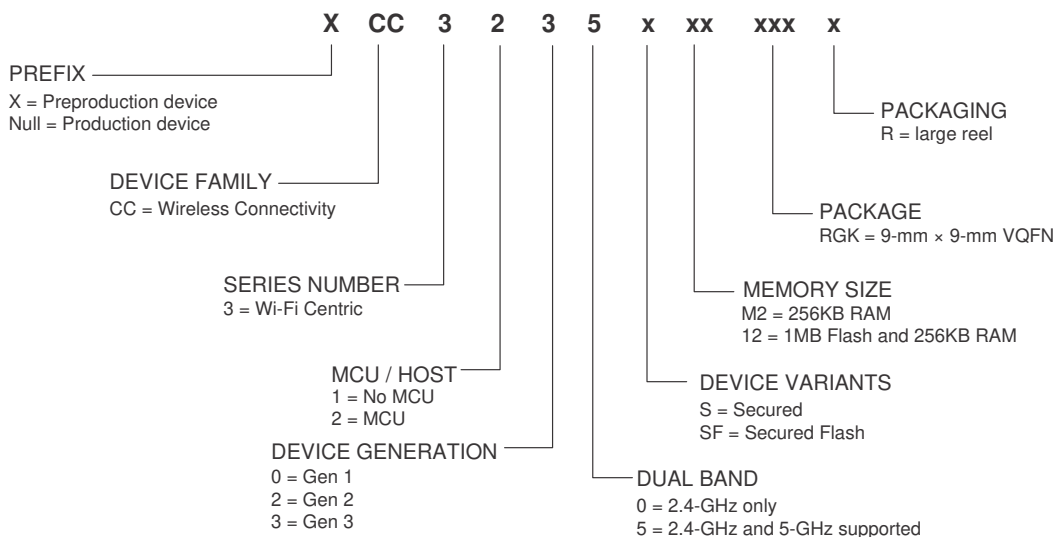 X CC 3 2 3 5 x xx xxx x
PREFIX
X = Preproduction device
Null = Production device
PACKAGING
R = large reel
DEVICE FAMILY
CC = Wireless Connectivity
PACKAGE
RGK = 9-mm × 9-mm VQFN
SERIES NUMBER
3 = Wi-Fi Centric
MEMORY SIZE
M2 = 256KB RAM
12 = 1MB Flash and 256KB RAM
MCU / HOST
1 = No MCU
2 = MCU
DEVICE VARIANTS
S = Secured
SF = Secured Flash
DEVICE GENERATION
0 = Gen 1
2 = Gen 2
3 = Gen 3
DUAL BAND
0 = 2.4-GHz only
5 = 2.4-GHz and 5-GHz supported